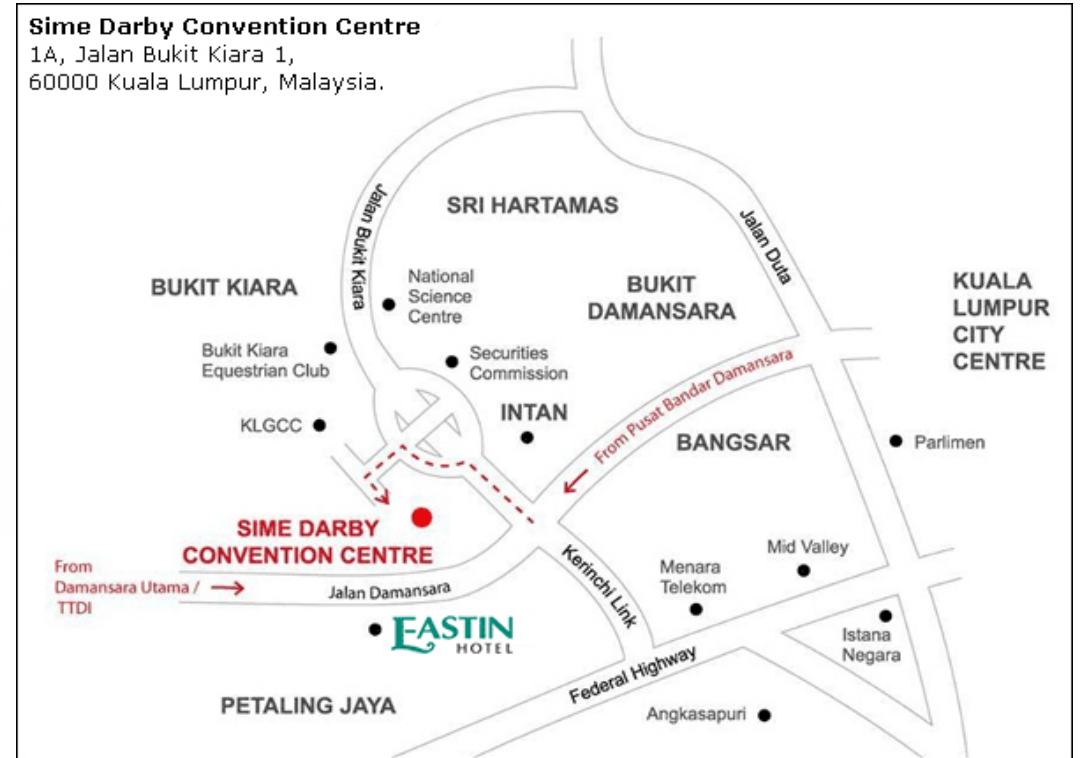 Sime Darby Convention Centre
1A, Jalan Bukit Kiara 1,
60000 Kuala Lumpur, Malaysia.
SRI HARTAMAS
Jalan Bukit Kiara
Jalan Duta
BUKIT KIARA
National
Science
Centre
BUKIT
DAMANSARA
KUALA
LUMPUR
CITY
CENTRE
Bukit Kiara
Equestrian Club
Securities
Commission
From Pusat Bandar Damansara
KLGCC
INTAN
BANGSAR
Parlimen
SIME DARBY
CONVENTION CENTRE
From
Damansara Utama /
TTDI
Jalan Damansara
Kerinchi Link
Menara
Telekom
Mid Valley
EASTIN
HOTEL
Istana
Negara
Federal Highway
PETALING JAYA
Angkasapuri